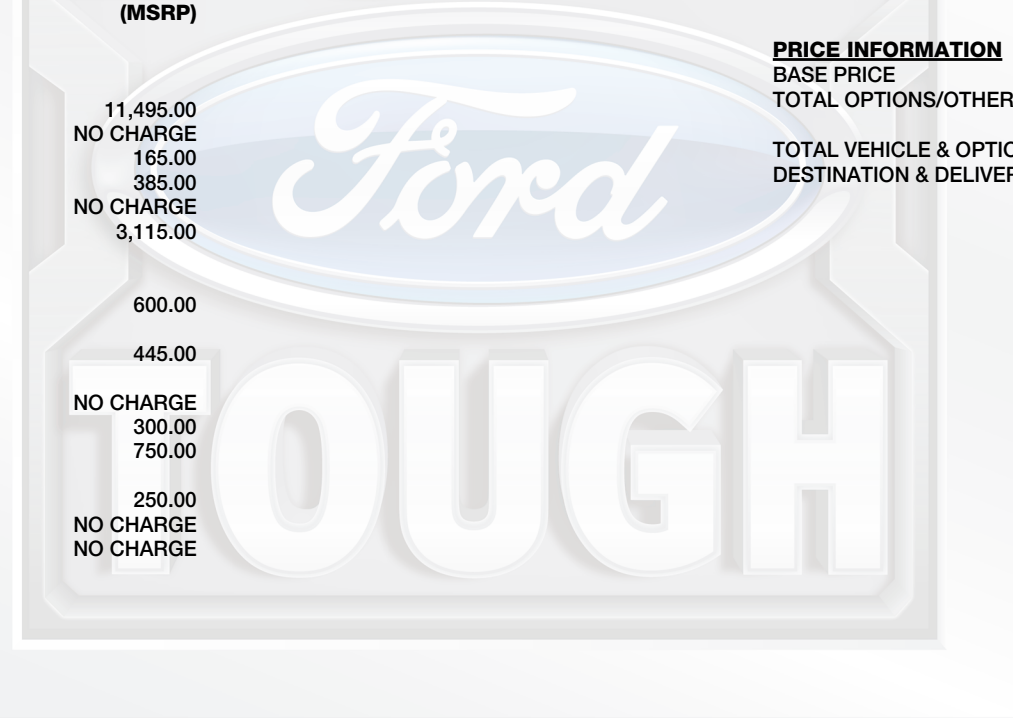 (MSRP)
11,495.00
NO CHARGE
165.00
385.00
NO CHARGE
3,115.00
600.00
445.00
NO CHARGE
300.00
750.00
250.00
NO CHARGE
NO CHARGE
PRICE INFORMATION
BASE PRICE
TOTAL OPTIONS/OTHER
TOTAL VEHICLE & OPTIO
DESTINATION & DELIVER
Ford
TOUGH